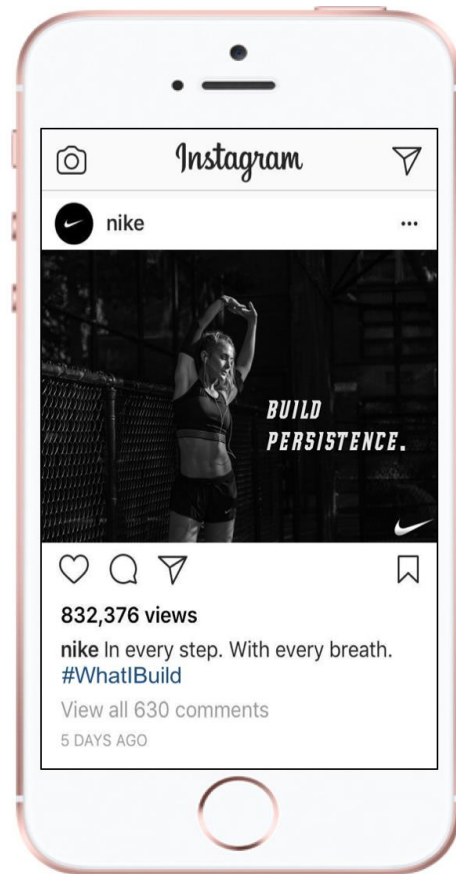 Instagram
nike
BUILD
PERSISTENCE.
832,376 views
nike In every step. With every breath.
#WhatIBuild
View all 630 comments
5 DAYS AGO